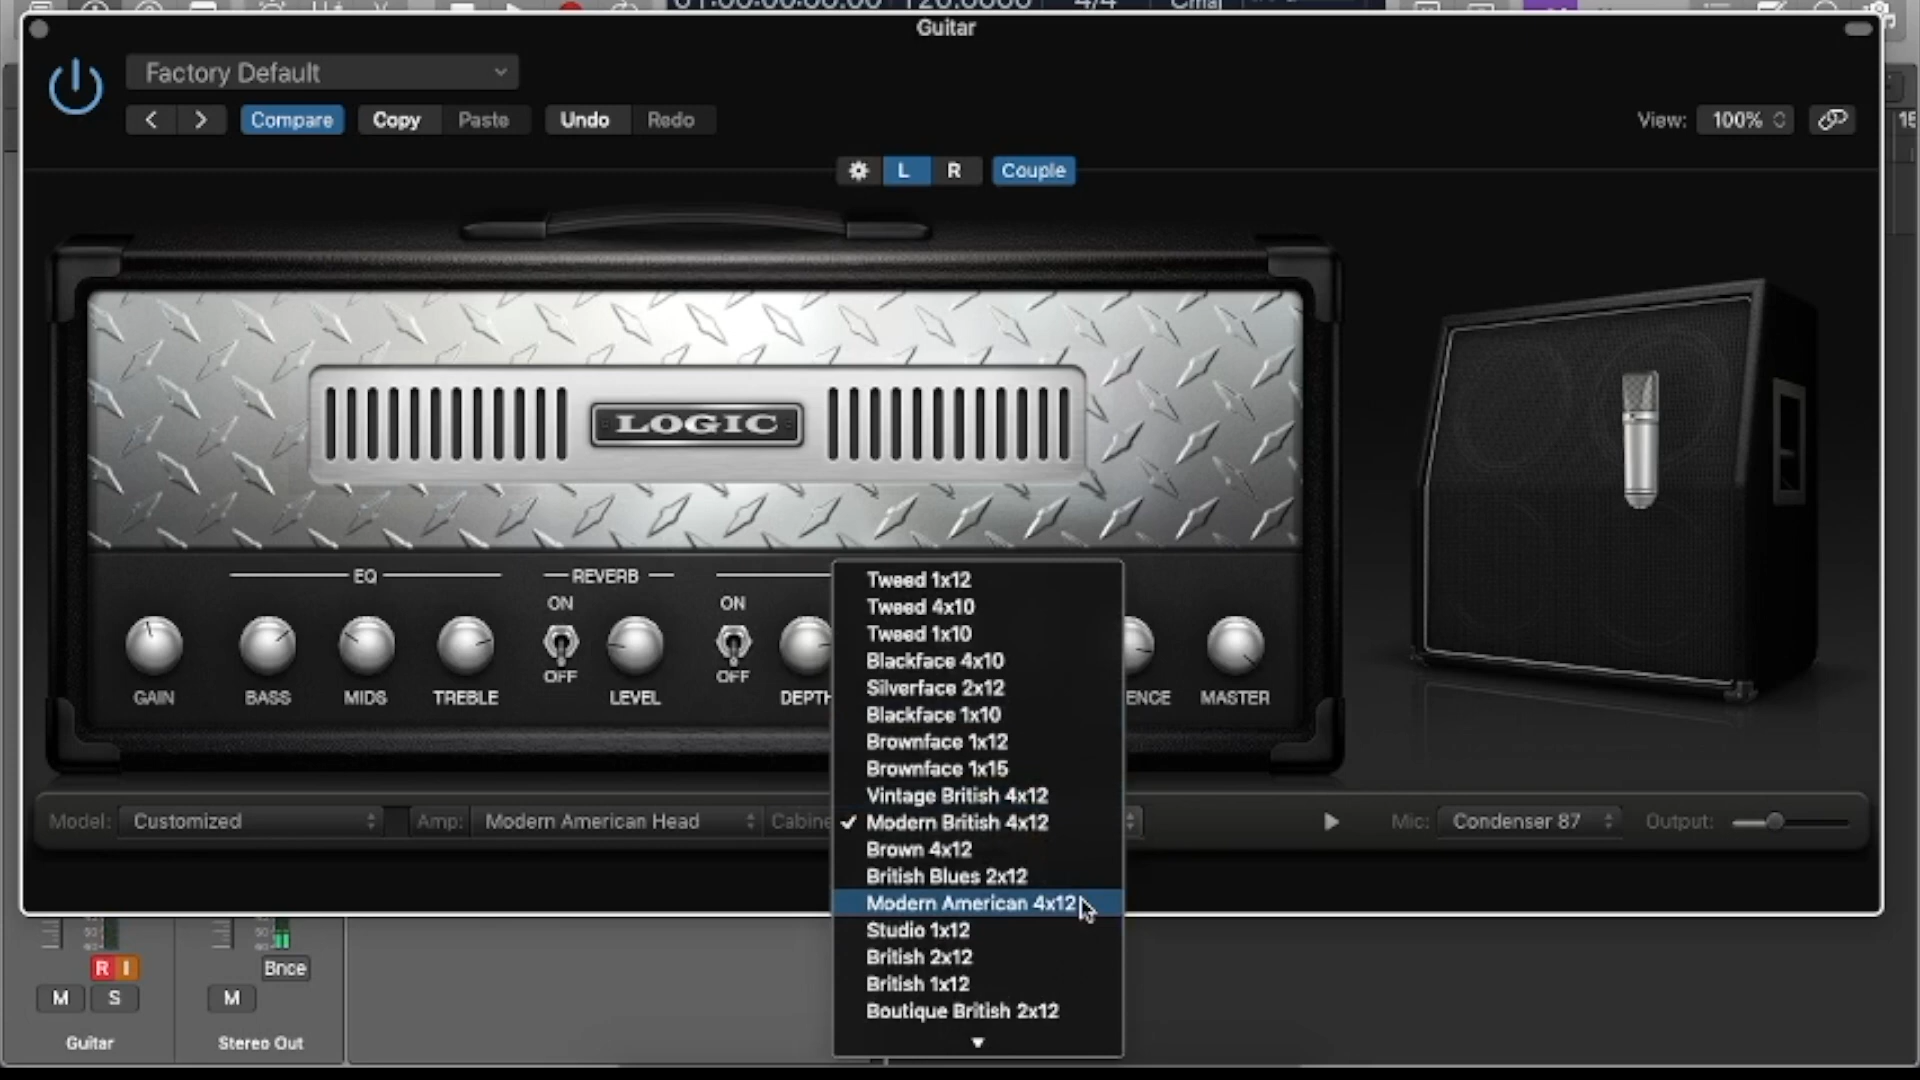 Guitar
Factory Default
Compare Copy Paste Undo Redo
View: 100%
L R Couple
LOGIC
EQ REVERB
ON ON
OFF OFF
GAIN BASS MIDS TREBLE LEVEL DEPTH ENCE MASTER
Model: Customized Amp: Modern American Head Cabine
Mic: Condenser 87 Output:
Tweed 1x12
Tweed 4x10
Tweed 1x10
Blackface 4x10
Silverface 2x12
Blackface 1x10
Brownface 1x12
Brownface 1x15
Vintage British 4x12
✓ Modern British 4x12
Brown 4x12
British Blues 2x12
Modern American 4x12
Studio 1x12
British 2x12
British 1x12
Boutique British 2x12
R I Bnce
M S M
Guitar Stereo Out